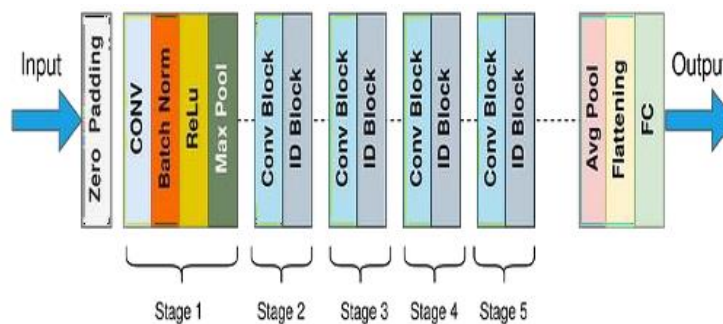 Input
Zero Padding
CONV
Batch Norm
ReLu
Max Pool
Conv Block
ID Block
Conv Block
ID Block
Conv Block
ID Block
Conv Block
ID Block
Avg Pool
Flattening
FC
Output
Stage 1
Stage 2
Stage 3
Stage 4
Stage 5